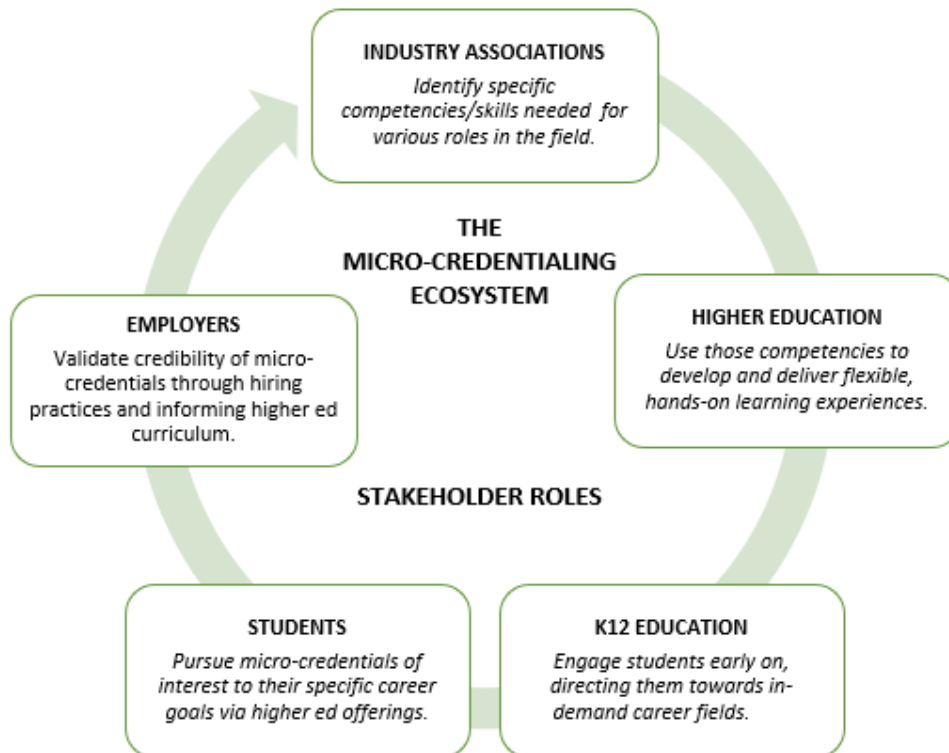 INDUSTRY ASSOCIATIONS
Identify specific
competencies/skills needed for
various roles in the field.
THE
MICRO-CREDENTIALING
ECOSYSTEM
HIGHER EDUCATION
Use those competencies to
develop and deliver flexible,
hands-on learning experiences.
EMPLOYERS
Validate credibility of micro-
credentials through hiring
practices and informing higher ed
curriculum.
STAKEHOLDER ROLES
STUDENTS
Pursue micro-credentials of
interest to their specific career
goals via higher ed offerings.
K12 EDUCATION
Engage students early on,
directing them towards in-
demand career fields.